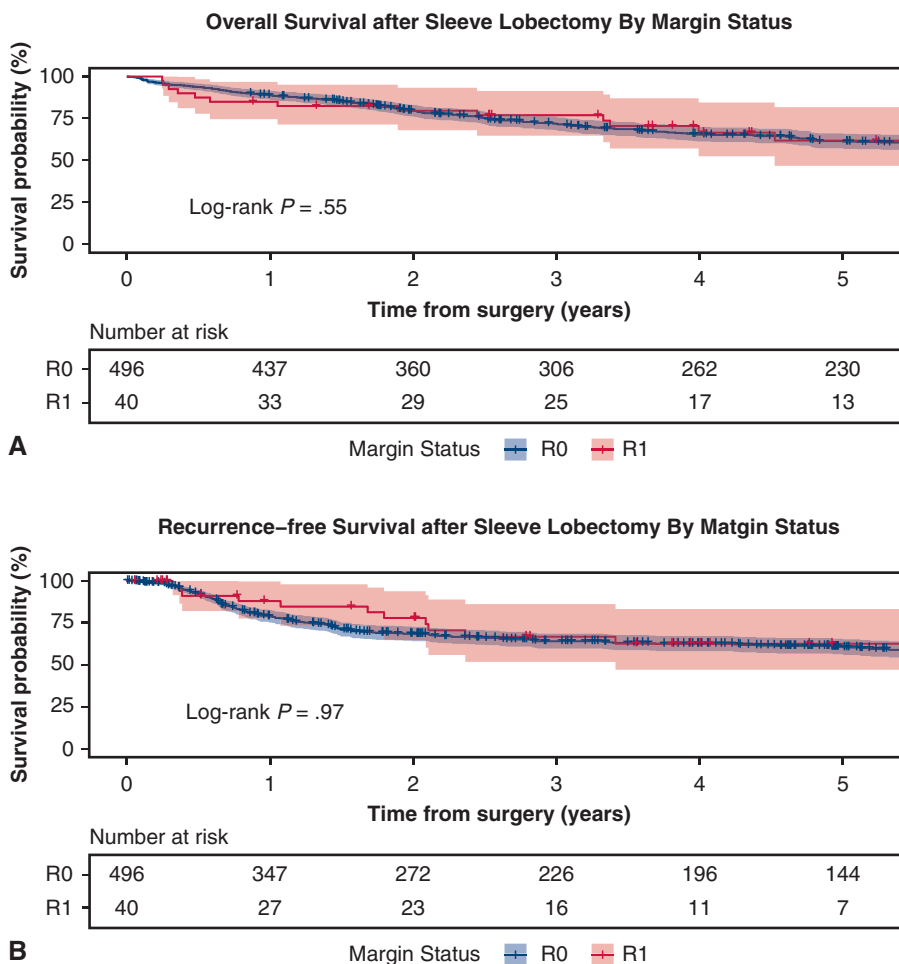 Overall Survival after Sleeve Lobectomy By Margin Status
Survival probability (%)
100
75
50
25
0
Log-rank P = .55
0 1 2 3 4 5
Time from surgery (years)
Number at risk
R0 496 437 360 306 262 230
R1 40 33 29 25 17 13
A
Margin Status R0 R1
Recurrence–free Survival after Sleeve Lobectomy By Matgin Status
Survival probability (%)
100
75
50
25
0
Log-rank P = .97
0 1 2 3 4 5
Time from surgery (years)
Number at risk
R0 496 347 272 226 196 144
R1 40 27 23 16 11 7
B
Margin Status R0 R1